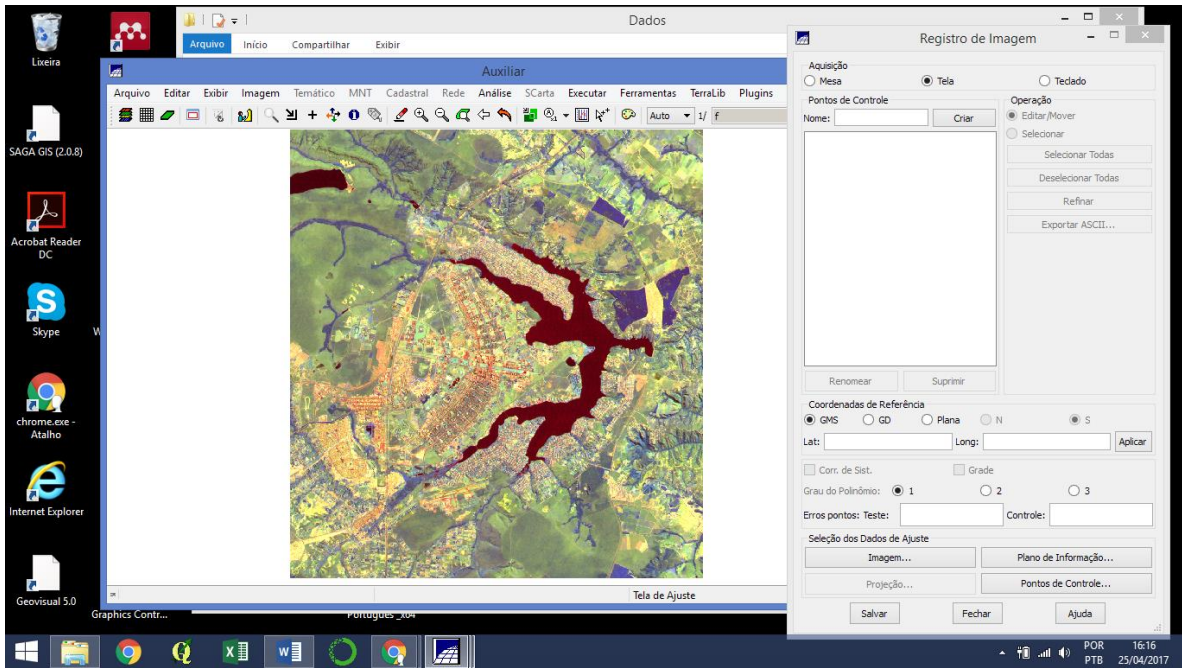 Lixeira
SAGA GIS (2.0.8)
Acrobat Reader
DC
Skype
W
chrome.exe -
Atalho
Internet Explorer
Geovisual 5.0
Graphics Contr...
Dados
Arquivo Início Compartilhar Exibir
Auxiliar
Arquivo Editar Exibir Imagem Temático MNT Cadastral Rede Análise SCarta Executar Ferramentas TerraLib Plugins
Auto 1/ f
Tela de Ajuste
Registro de Imagem
Aquisição
Mesa Tela Teclado
Pontos de Controle
Nome: Criar
Operação
Editar/Mover
Selecionar
Selecionar Todas
Deselecionar Todas
Refinar
Exportar ASCII...
Renomear Suprimir
Coordenadas de Referência
GMS GD Plana N S
Lat: Long: Aplicar
Corr. de Sist. Grade
Grau do Polinômio: 1 2 3
Erros pontos: Teste: Controle:
Seleção dos Dados de Ajuste
Imagem... Plano de Informação...
Projeção... Pontos de Controle...
Salvar Fechar Ajuda
POR 16:16
PTB 25/04/2017